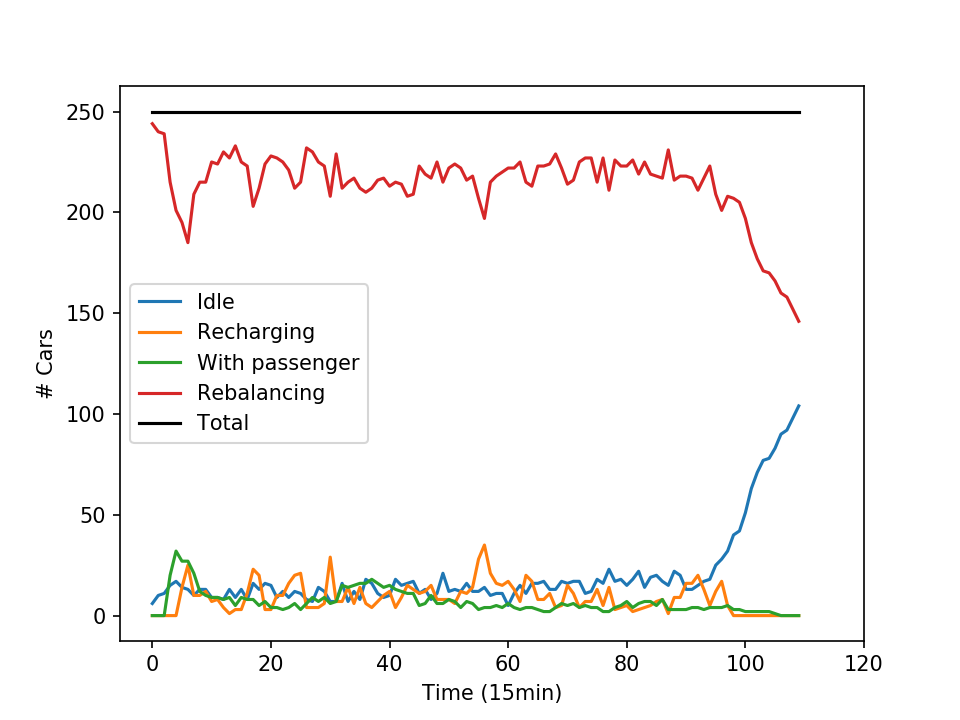 250
200
150
100
50
0
# Cars
Idle
Recharging
With passenger
Rebalancing
Total
0 20 40 60 80 100 120
Time (15min)